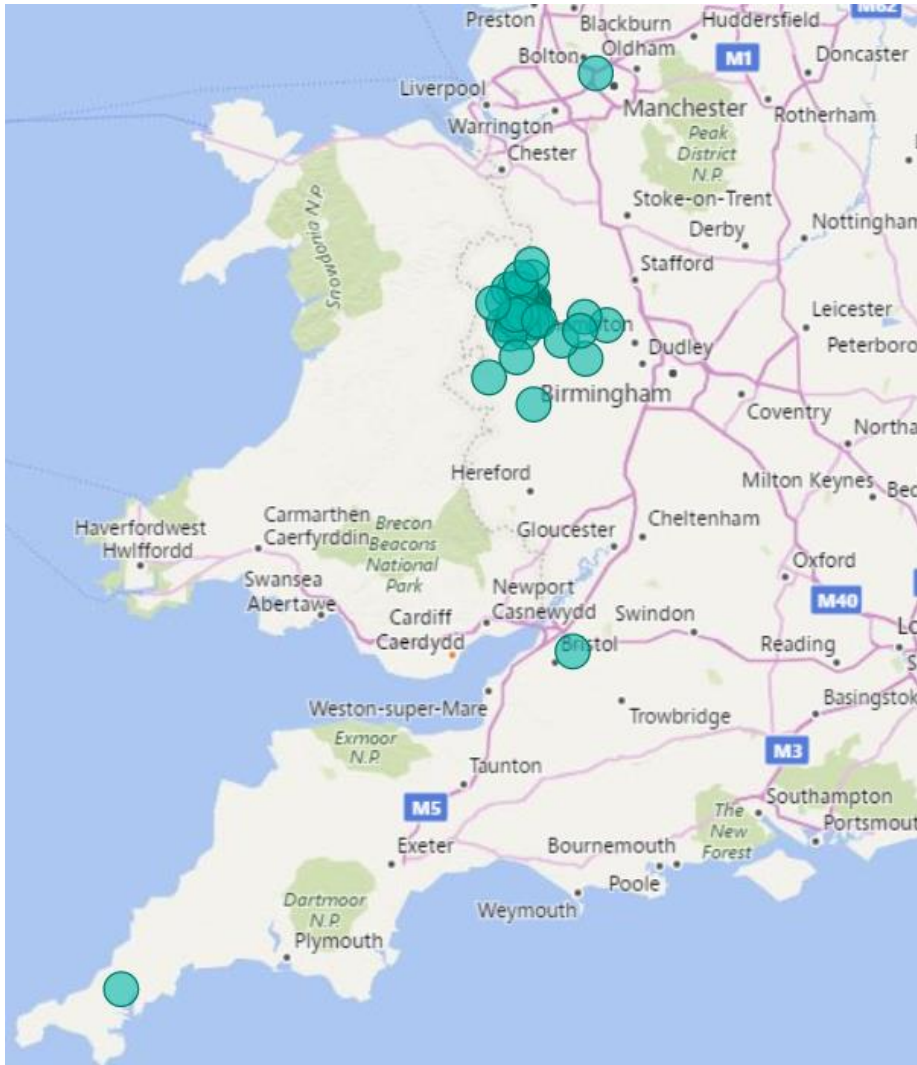 M62
Preston
Blackburn
Huddersfield
Bolton
Oldham
M1
Doncaster
Liverpool
Manchester
Rotherham
Warrington
Peak
District
N.P.
Chester
Stoke-on-Trent
Snowdonia N.P.
Derby
Nottingham
Stafford
Leicester
Dudley
Peterboro
Birmingham
Coventry
Northa
Hereford
Milton Keynes
Bed
Haverfordwest
Hwlffordd
Carmarthen
Caerfyrddin
Brecon
Beacons
National
Park
Gloucester
Cheltenham
Oxford
Swansea
Abertawe
Newport
Casnewydd
Swindon
M40
Cardiff
Caerdydd
Reading
Lo
Bristol
Weston-super-Mare
Trowbridge
Basingstok
Exmoor
N.P.
M3
Taunton
M5
The
New
Forest
Southampton
Portsmout
Exeter
Bournemouth
Poole
Dartmoor
N.P.
Weymouth
Plymouth